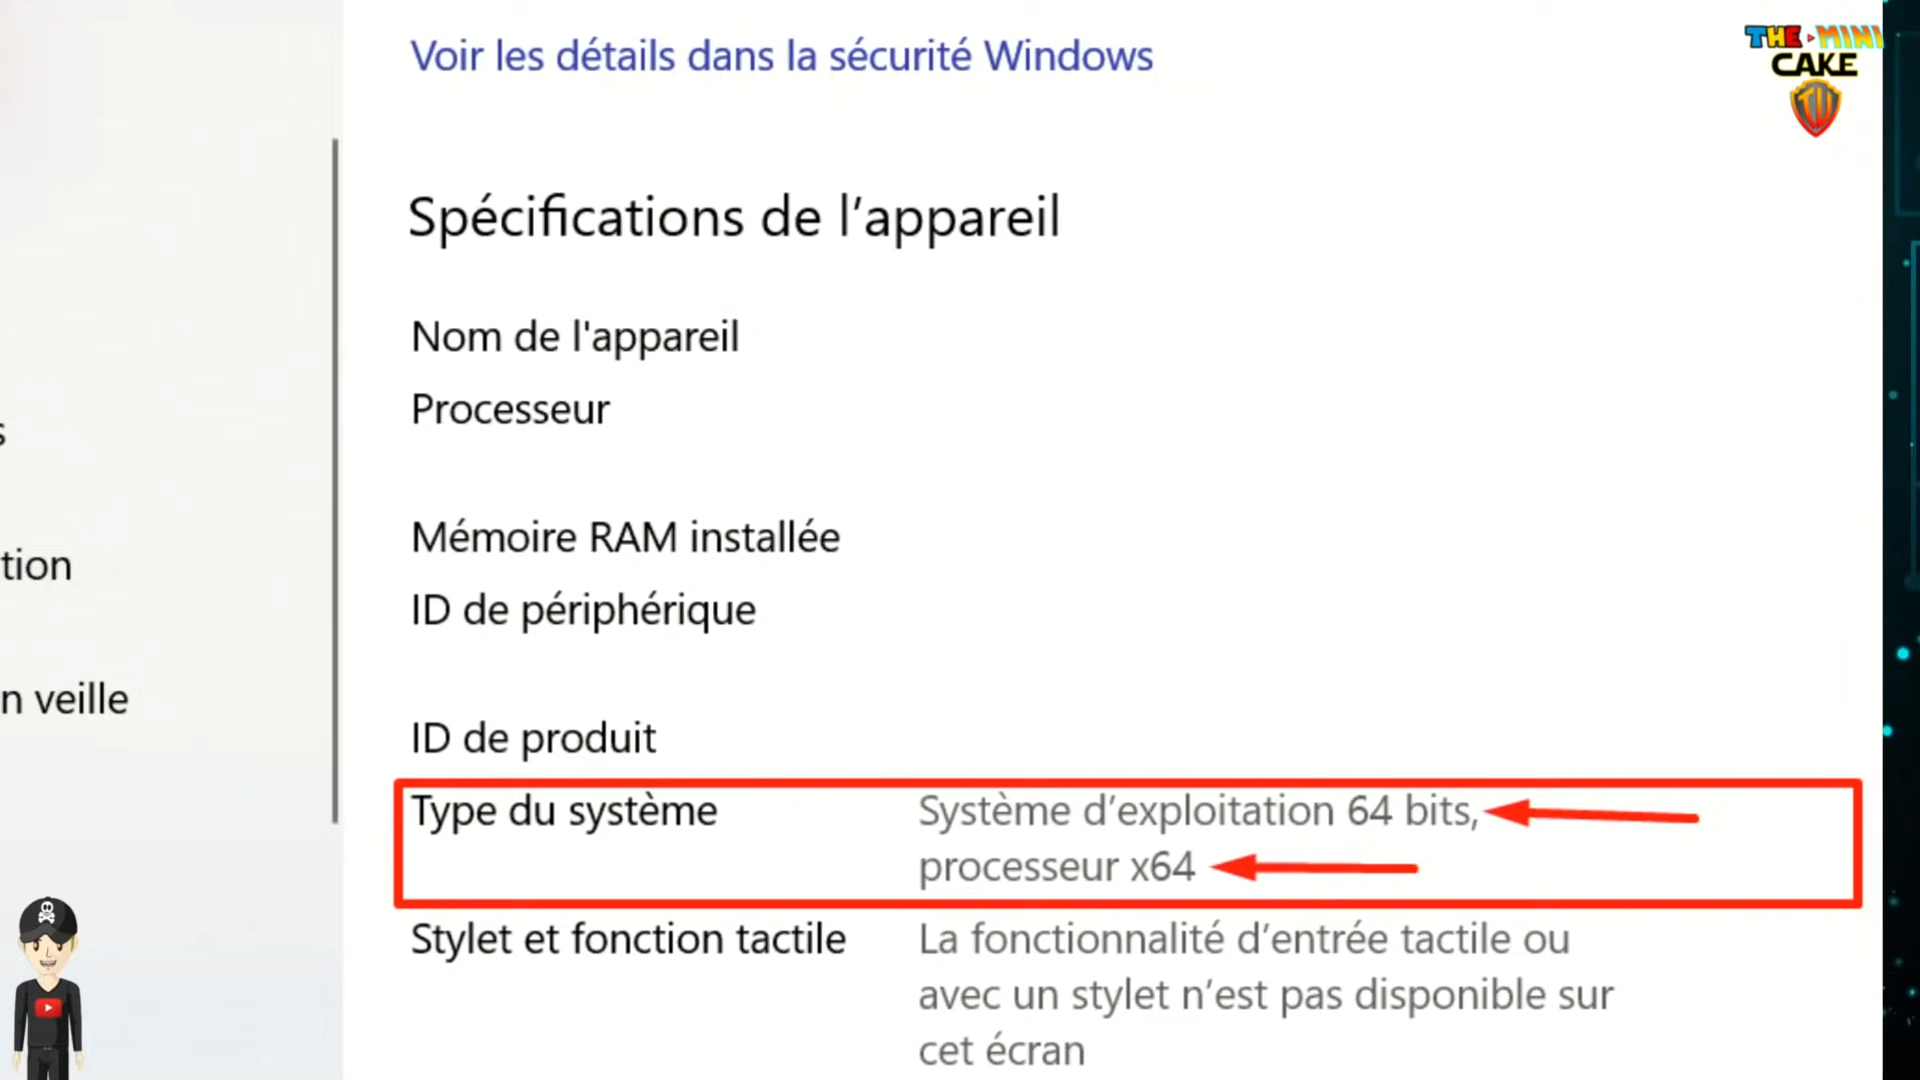 Voir les détails dans la sécurité Windows
THE MINI
CAKE
TU
Spécifications de l’appareil
Nom de l'appareil
Processeur
s
Mémoire RAM installée
tion
ID de périphérique
n veille
ID de produit
Type du système Système d’exploitation 64 bits,
processeur x64
Stylet et fonction tactile La fonctionnalité d’entrée tactile ou
avec un stylet n’est pas disponible sur
cet écran